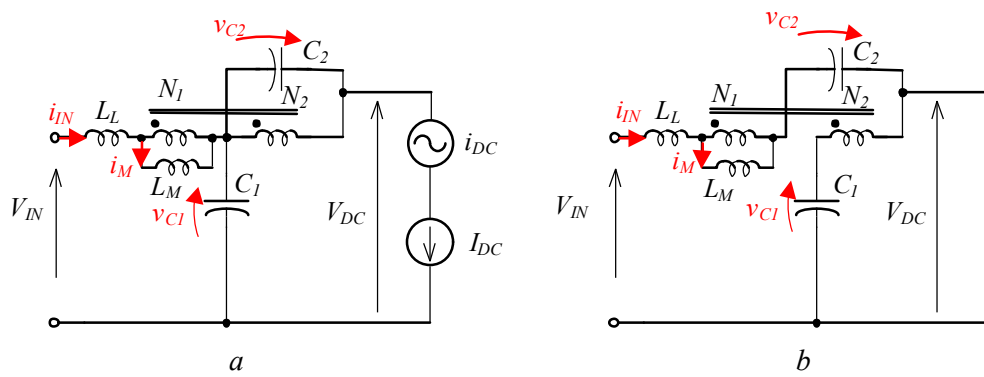 v_C2
C_2
N_1
N_2
i_IN
L_L
i_M
L_M
C_1
v_C1
V_IN
V_DC
i_DC
I_DC
a
v_C2
C_2
N_1
N_2
i_IN
L_L
i_M
L_M
C_1
v_C1
V_IN
V_DC
b